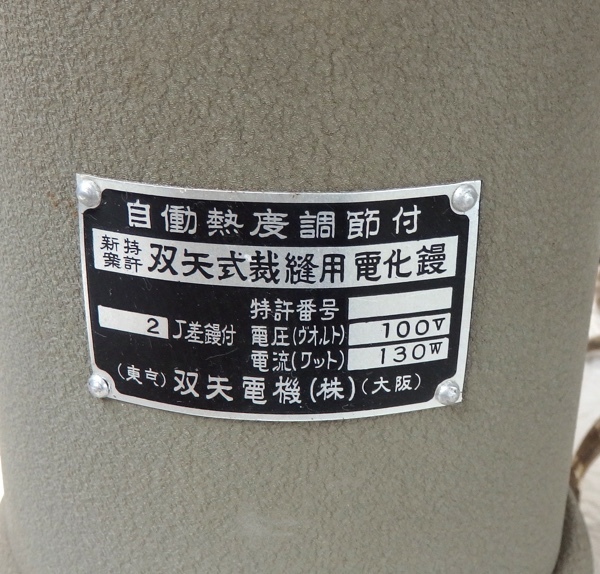 自働熱度調節付
新案特許 双矢式裁縫用電化鏝
特許番号
2 丁差鏝付 電圧(ヴオルト) 100V
電流(ワット) 130W
(東京) 双矢電機(株) (大阪)